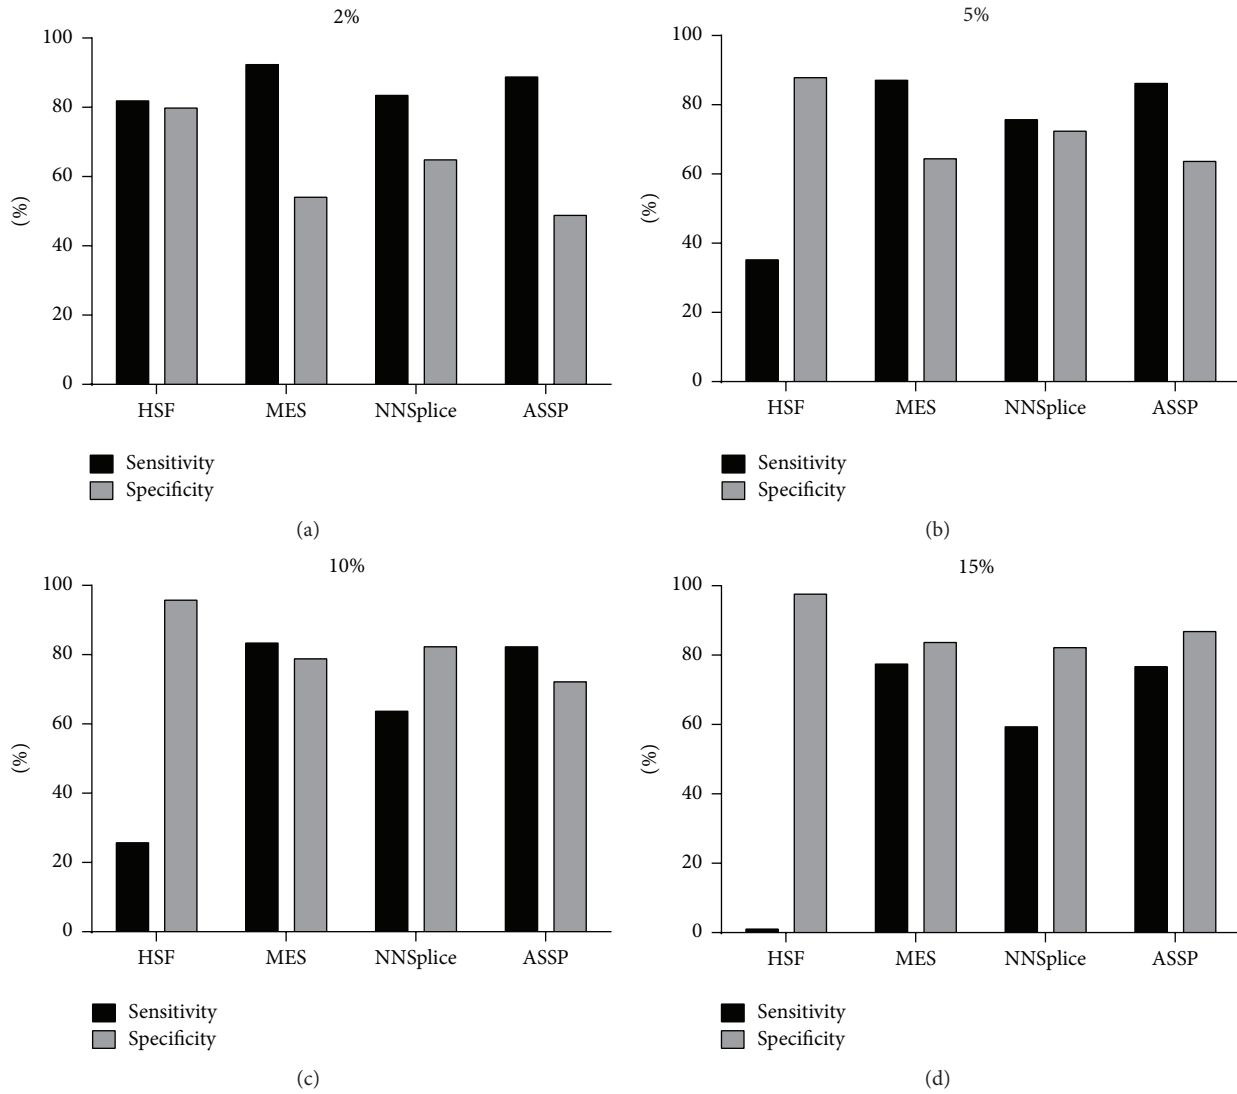 2%
100
80
60
40
20
0
(%)
HSF MES NNSplice ASSP
Sensitivity
Specificity
(a)
5%
100
80
60
40
20
0
(%)
HSF MES NNSplice ASSP
Sensitivity
Specificity
(b)
10%
100
80
60
40
20
0
(%)
HSF MES NNSplice ASSP
Sensitivity
Specificity
(c)
15%
100
80
60
40
20
0
(%)
HSF MES NNSplice ASSP
Sensitivity
Specificity
(d)